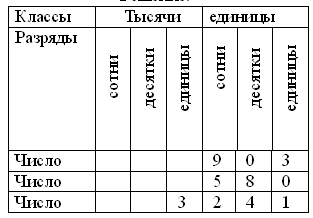 Классы Тысячи единицы
Разряды сотни десятки единицы сотни десятки единицы
Число 9 0 3
Число 5 8 0
Число 3 2 4 1